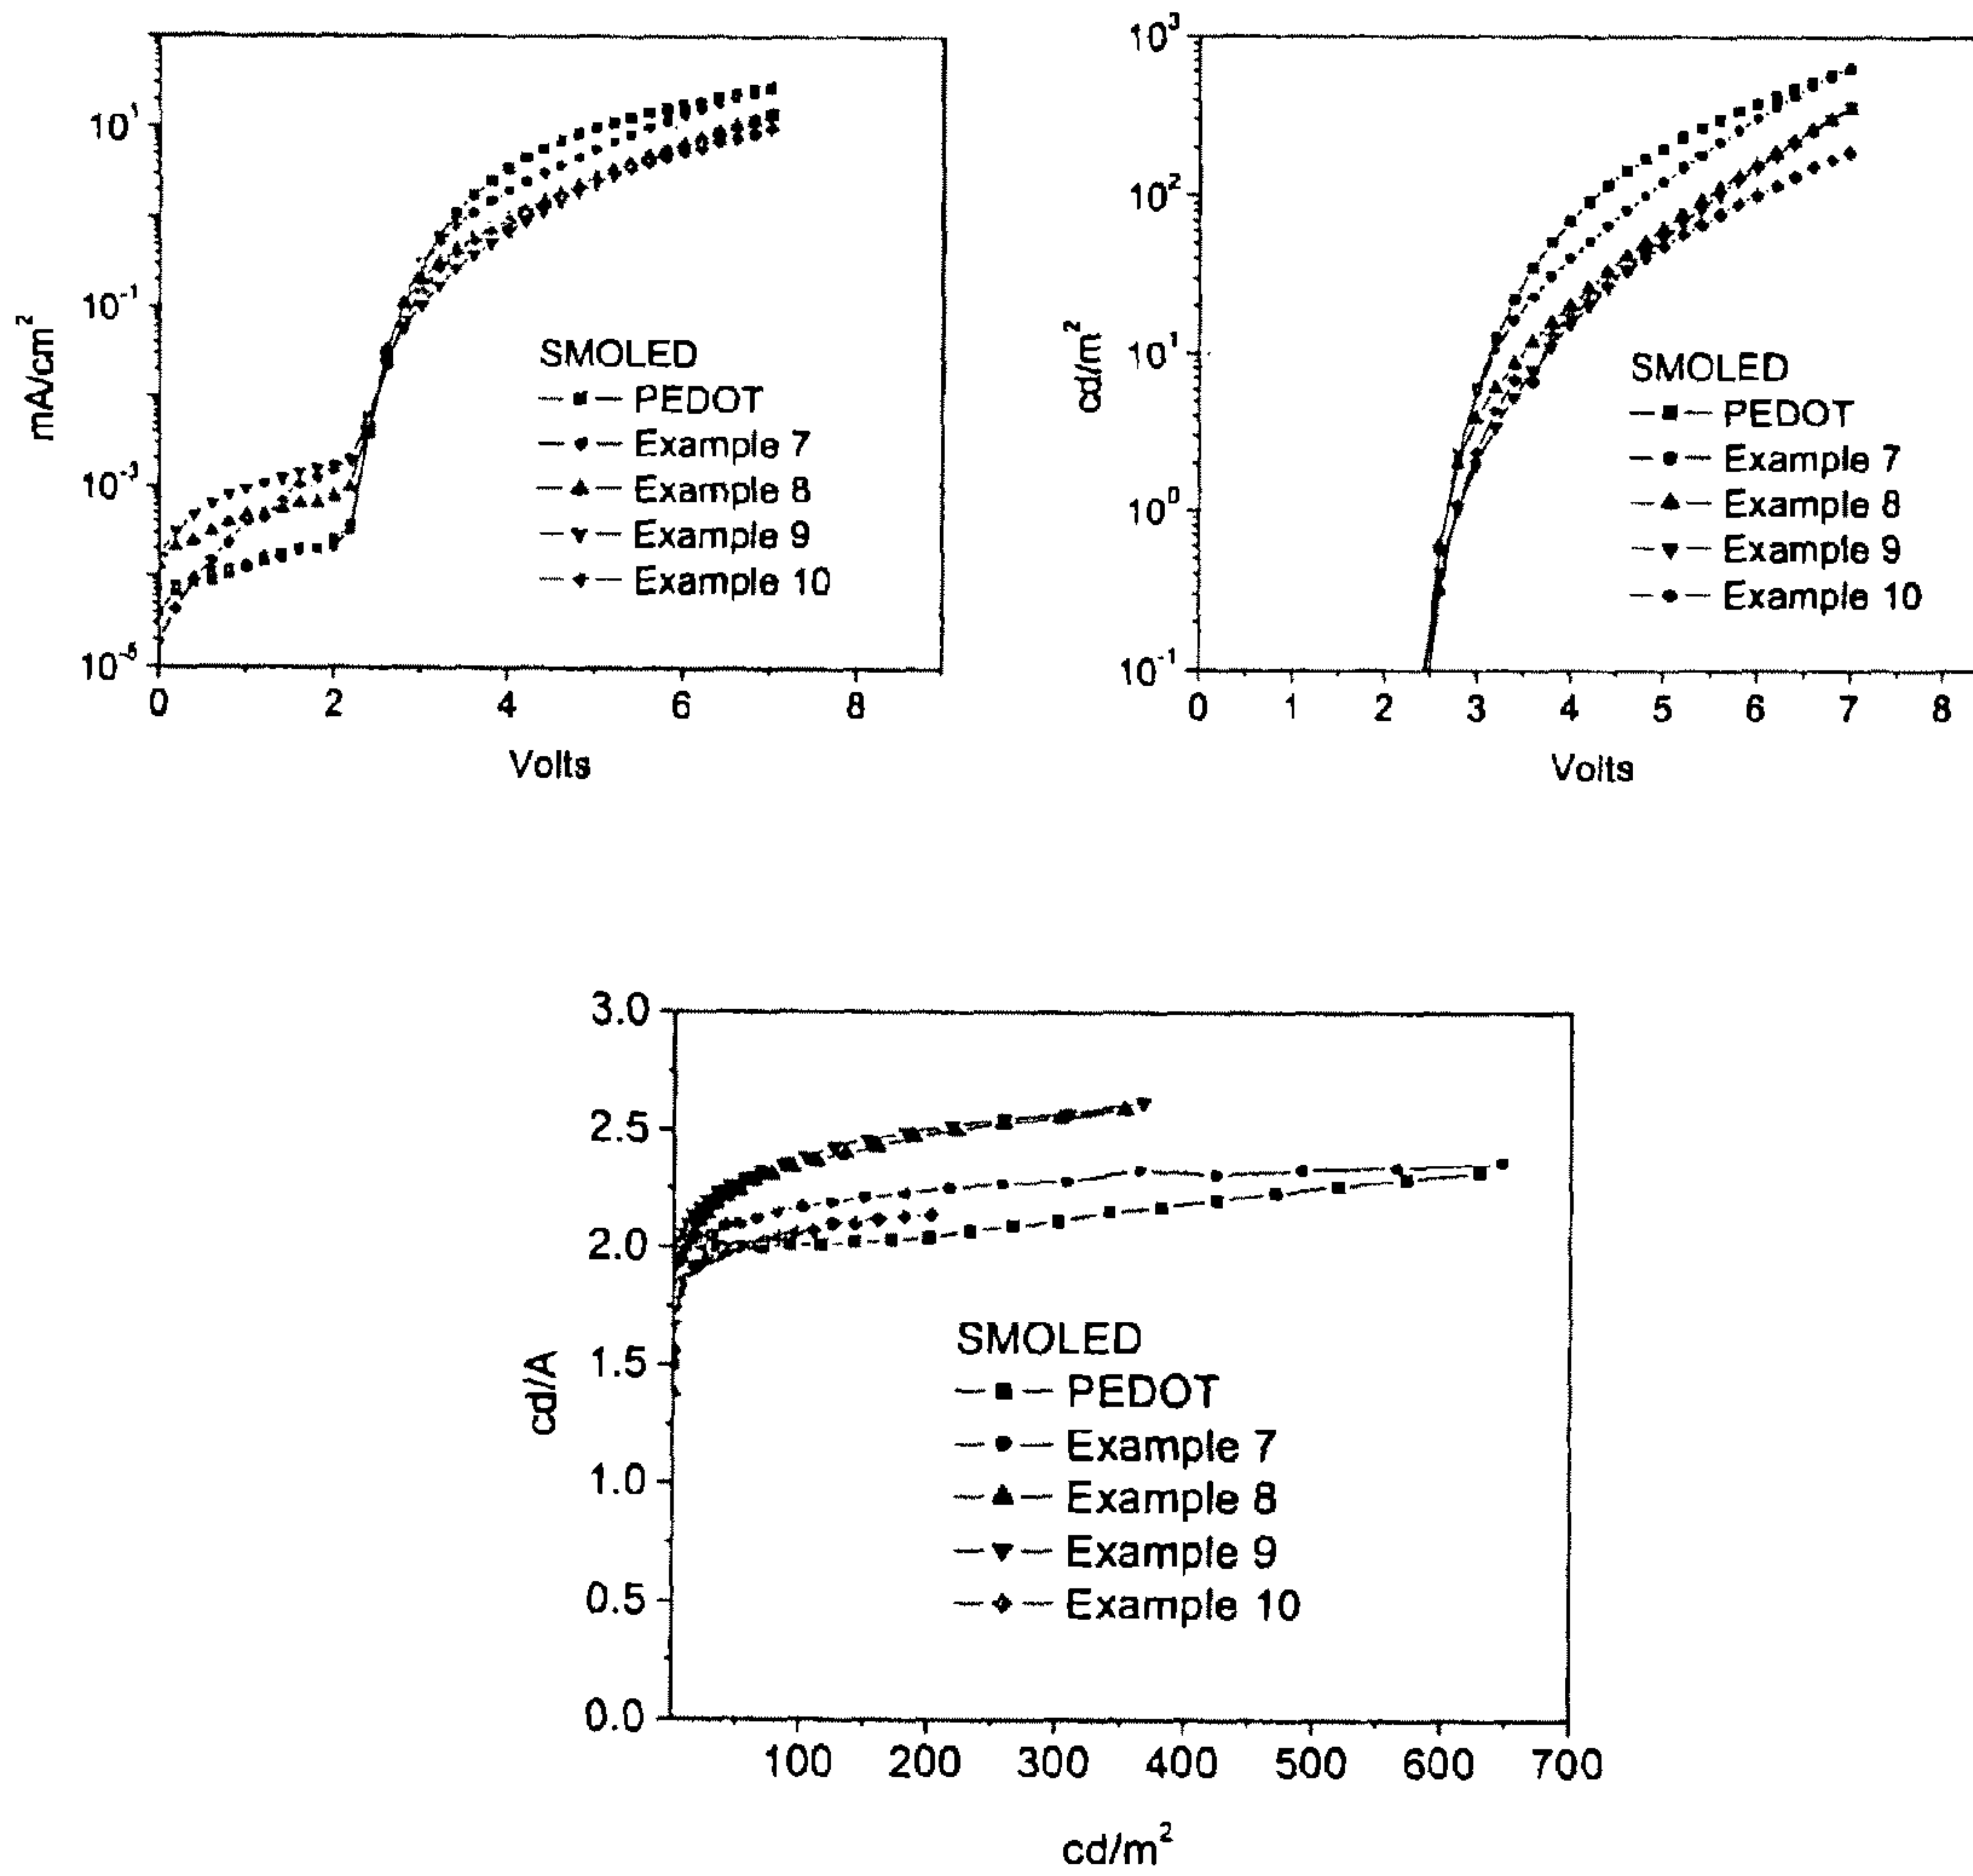 mA/cm²
10¹
10⁻¹
10⁻³
10⁻⁵
0 2 4 6 8
Volts
SMOLED
PEDOT
Example 7
Example 8
Example 9
Example 10
cd/m²
10³
10²
10¹
10⁰
10⁻¹
0 1 2 3 4 5 6 7 8
Volts
SMOLED
PEDOT
Example 7
Example 8
Example 9
Example 10
cd/A
3.0
2.5
2.0
1.5
1.0
0.5
0.0
100 200 300 400 500 600 700
cd/m²
SMOLED
PEDOT
Example 7
Example 8
Example 9
Example 10